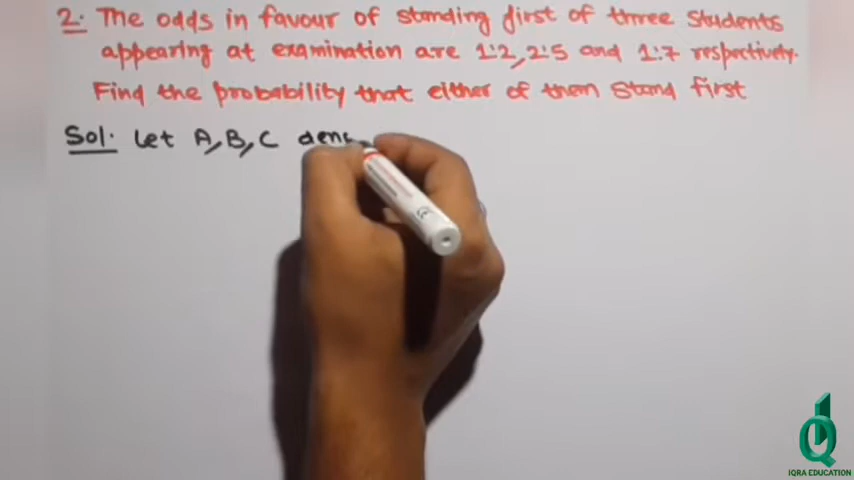 2. The odds in favour of standing first of three students
appearing at examination are 1:2, 2:5 and 1:7 respectively.
Find the probability that either of them Stand first
Sol. Let A, B, C deno
IQRA EDUCATION